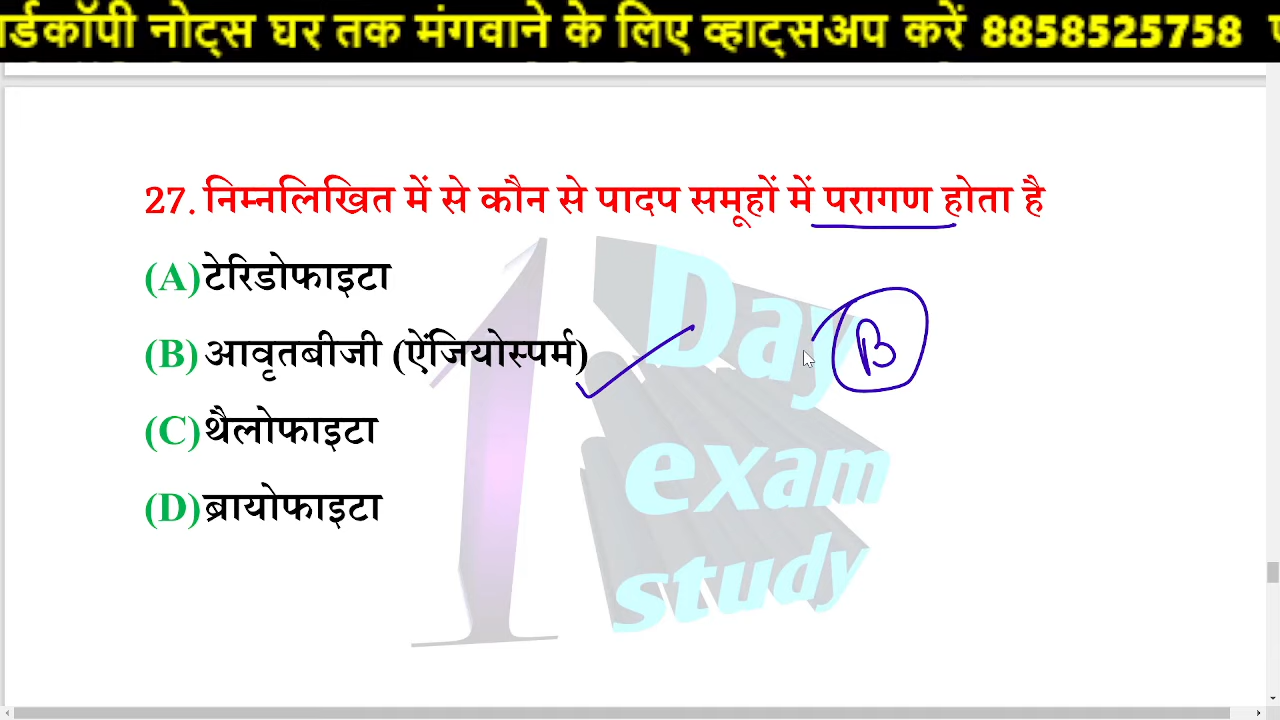 र्डकॉपी नोट्स घर तक मंगवाने के लिए व्हाट्सअप करें 8858525758
27. निम्नलिखित में से कौन से पादप समूहों में परागण होता है
(A) टेरिडोफाइटा
(B) आवृतबीजी (ऐंजियोस्पर्म)
B
(C) थैलोफाइटा
(D) ब्रायोफाइटा
1 Day
exam
study